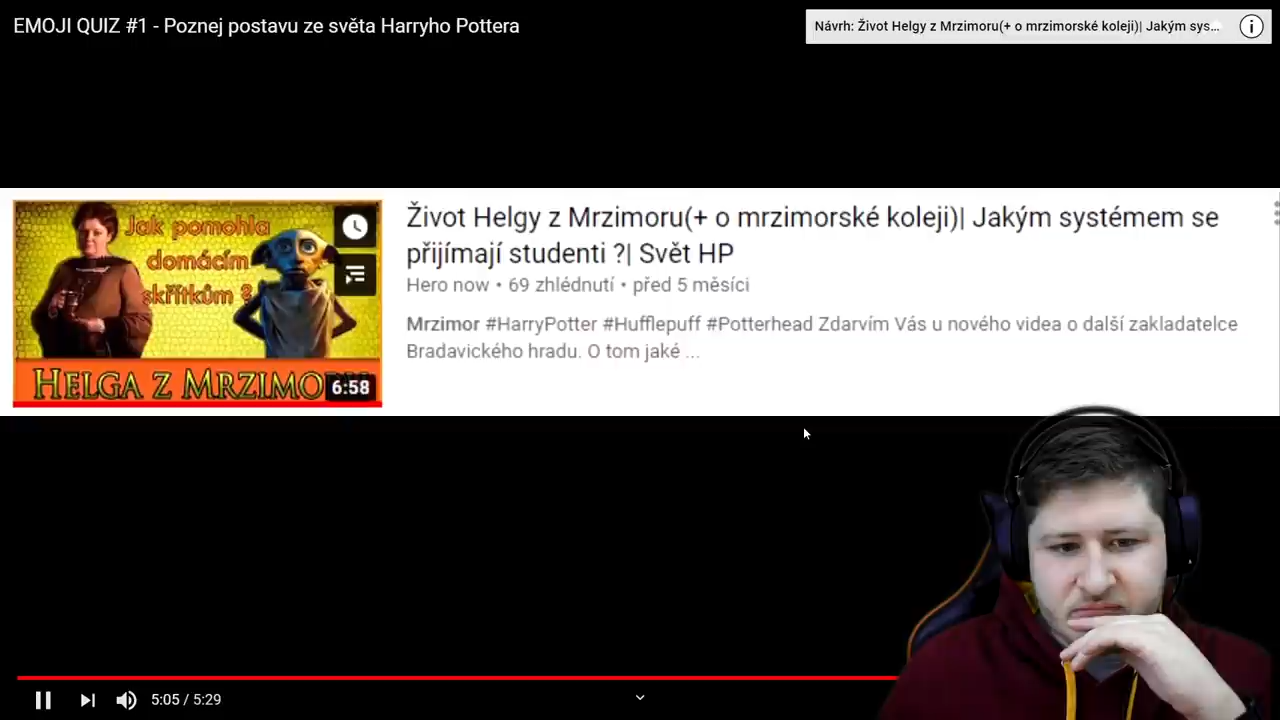 EMOJI QUIZ #1 - Poznej postavu ze světa Harryho Pottera
Návrh: Život Helgy z Mrzimoru(+ o mrzimorské koleji)| Jakým sys...
Jak pomohla
domácím
skřítkům ?
HELGA Z MRZIMO
6:58
Život Helgy z Mrzimoru(+ o mrzimorské koleji)| Jakým systémem se
přijímají studenti ?| Svět HP
Hero now • 69 zhlédnutí • před 5 měsíci
Mrzimor #HarryPotter #Hufflepuff #Potterhead Zdarvím Vás u nového videa o další zakladatelce
Bradavického hradu. O tom jaké ...
5:05 / 5:29